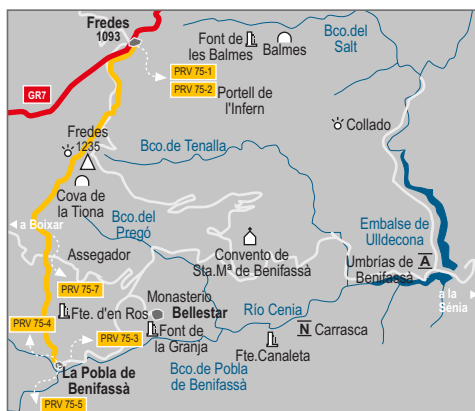 Fredes
1093
Font de
les Balmes
Balmes
Bco.del
Salt
PRV 75-1
PRV 75-2
Portell de
l'Infern
GR7
Collado
Fredes
1235
Bco.de Tenalla
Cova de
la Tiona
Bco.del
Pregó
a Boixar
Assegador
Convento de
Sta.Mª de Benifassà
Embalse de
Ulldecona
Umbrías de
Benifassà
A
a la
Sénia
PRV 75-7
Monasterio
Bellestar
Río Cenia
Fte. d'en Ros
PRV 75-4
PRV 75-3
Font de
la Granja
N Carrasca
Fte.Canaleta
La Pobla de
Benifassà
Bco.de Pobla
de Benifassà
PRV 75-5